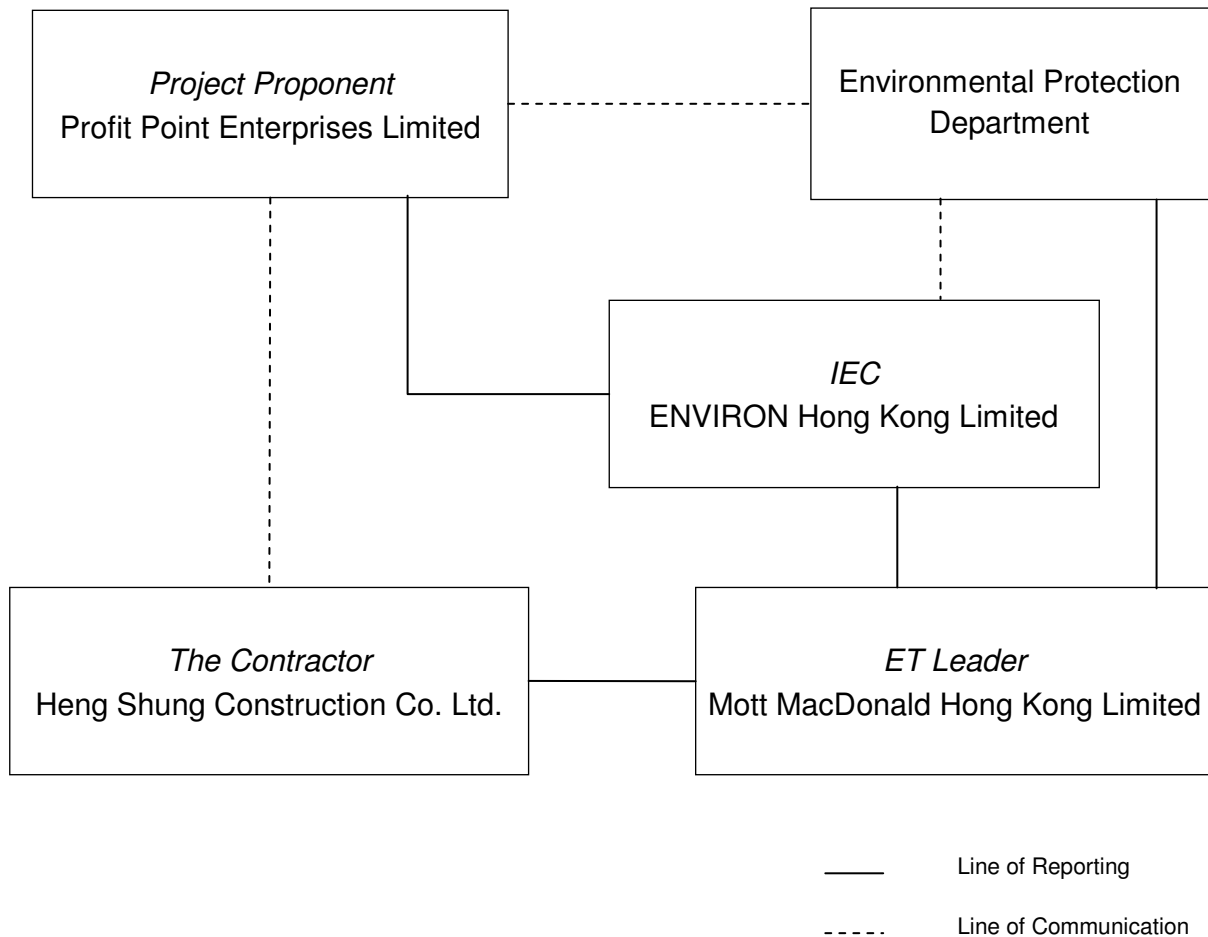 Project Proponent
Profit Point Enterprises Limited
Environmental Protection
Department
IEC
ENVIRON Hong Kong Limited
The Contractor
Heng Shung Construction Co. Ltd.
ET Leader
Mott MacDonald Hong Kong Limited
Line of Reporting
Line of Communication